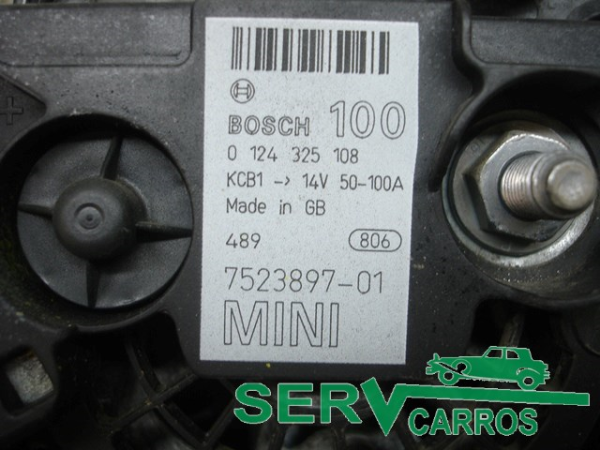 BOSCH 100
0 124 325 108
KCB1 -> 14V 50-100A
Made in GB
489 806
7523897-01
MINI
SERV
CARROS
+